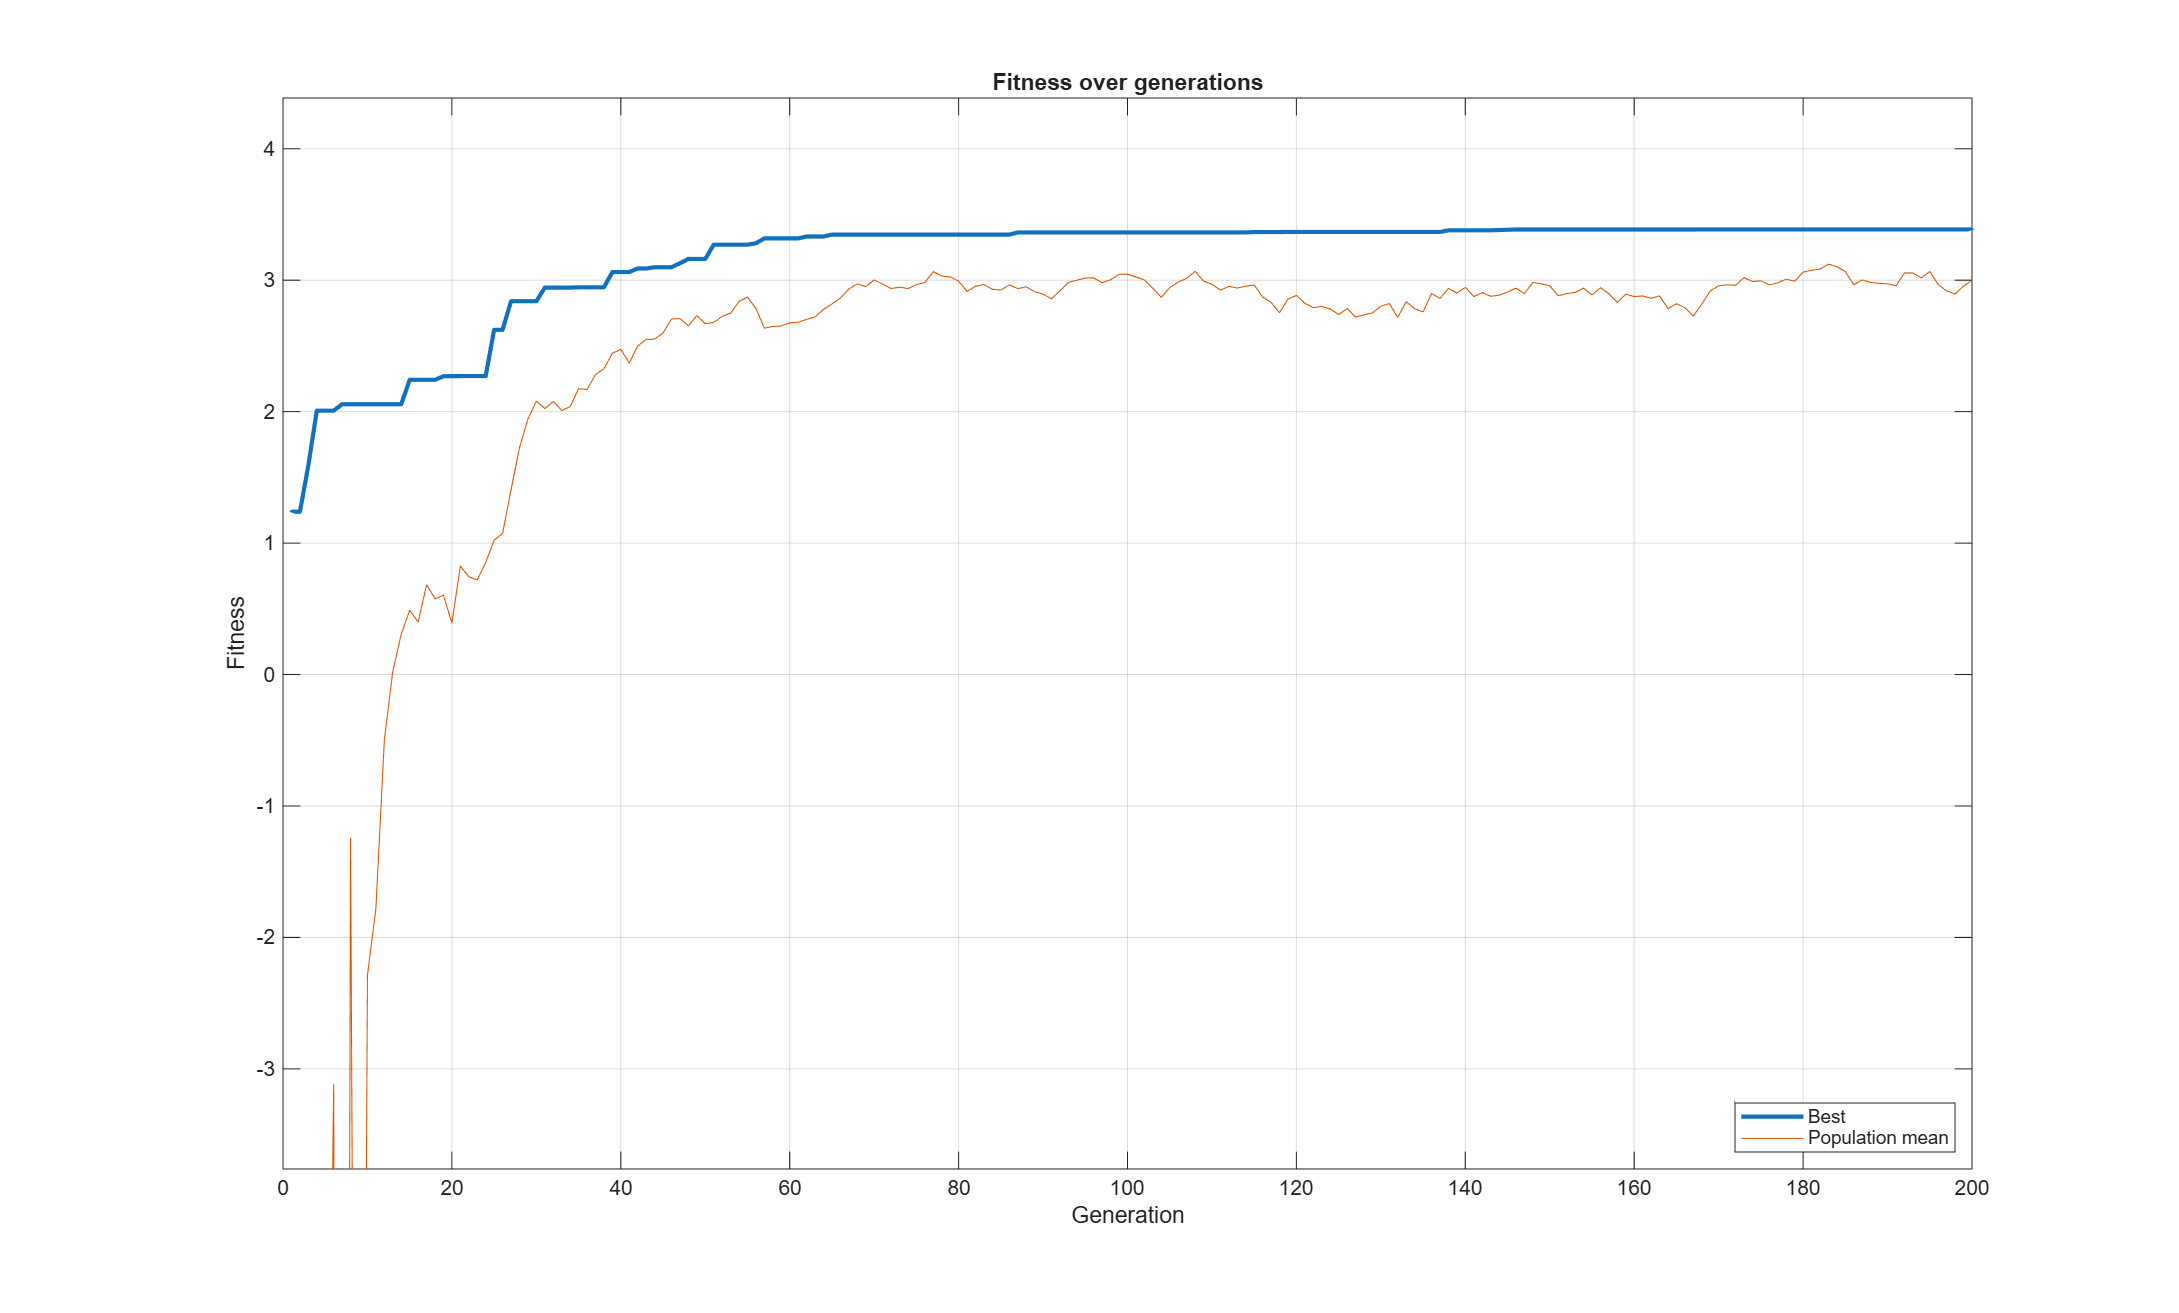 Fitness over generations
4
3
2
1
0
-1
-2
-3
Fitness
0 20 40 60 80 100 120 140 160 180 200
Generation
Best
Population mean